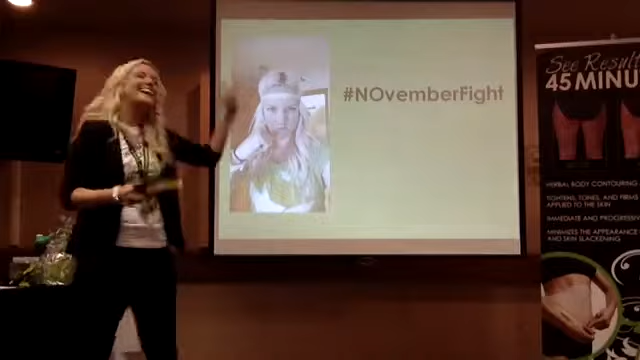 #NOvemberFight
See Result
45 MINU
HERBAL BODY CONTOURING
TIGHTENS, TONES, AND FIRMS
APPLIED TO THE SKIN
IMMEDIATE AND PROGRESSIVE
MINIMIZES THE APPEARANCE
AND SKIN SLACKENING